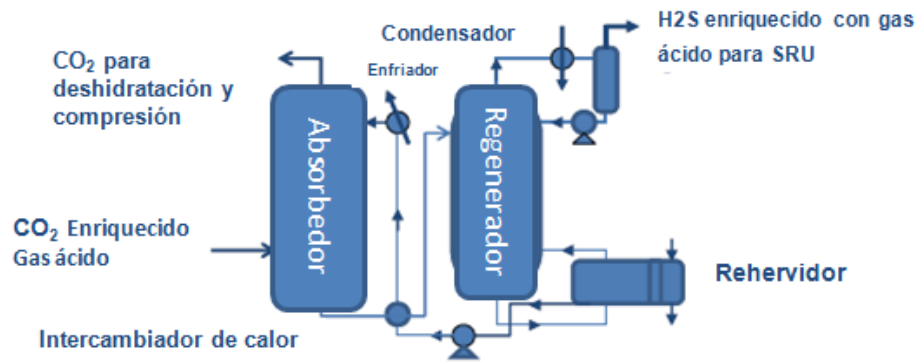 H2S enriquecido con gas
ácido para SRU
Condensador
CO₂ para
deshidratación y
compresión
Enfriador
Absorbedor
Regenerador
CO₂ Enriquecido
Gas ácido
Rehervidor
Intercambiador de calor